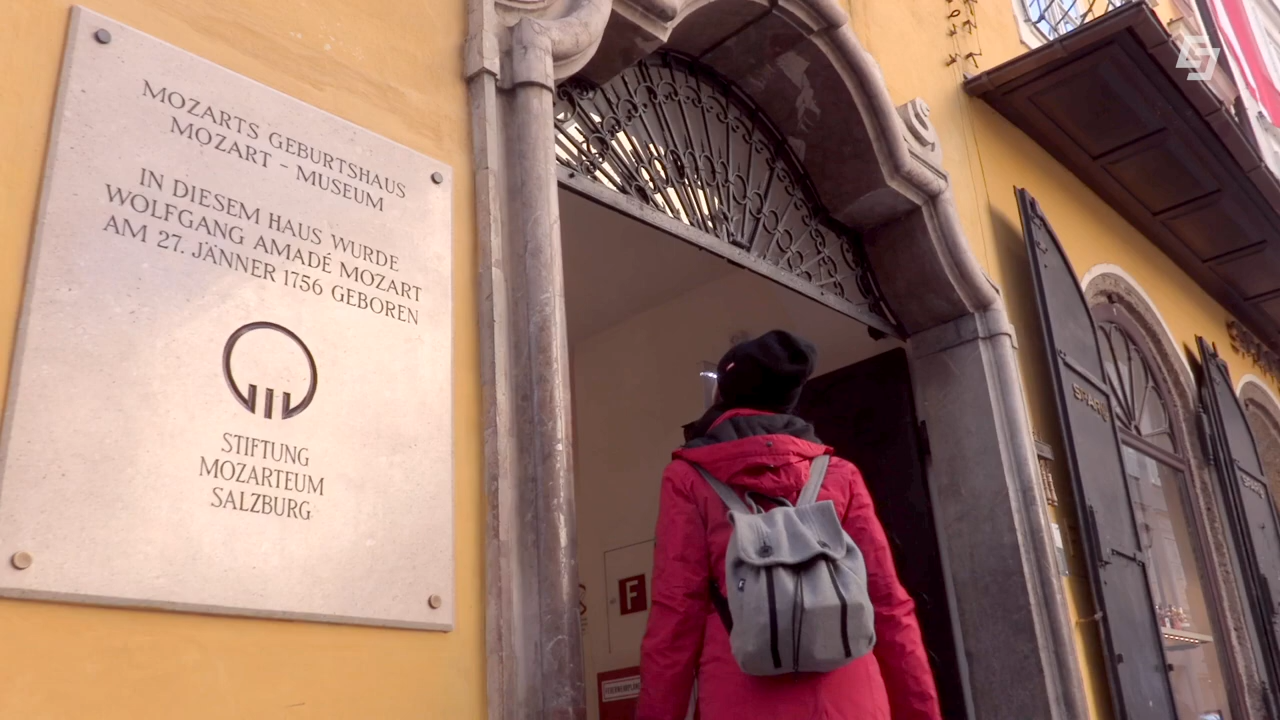 MOZARTS GEBURTSHAUS
MOZART - MUSEUM
IN DIESEM HAUS WURDE
WOLFGANG AMADÉ MOZART
AM 27. JÄNNER 1756 GEBOREN
STIFTUNG
MOZARTEUM
SALZBURG
F
SPAR